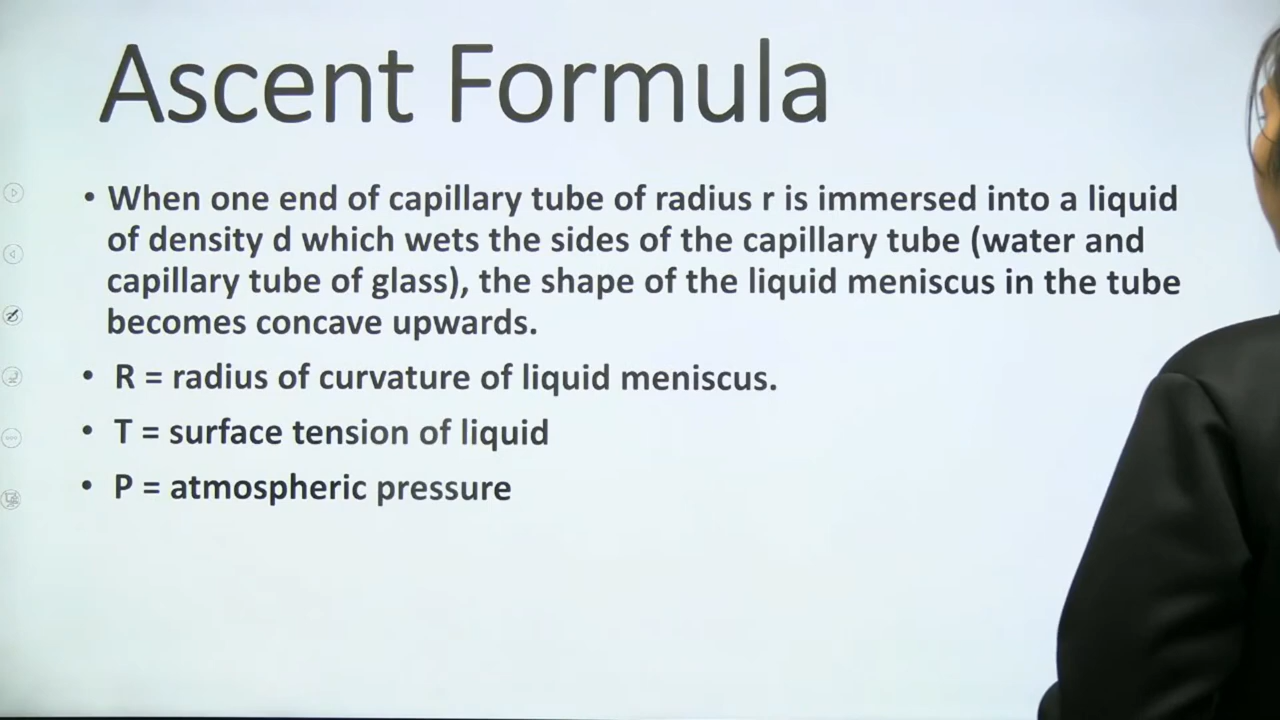 Ascent Formula
• When one end of capillary tube of radius r is immersed into a liquid
of density d which wets the sides of the capillary tube (water and
capillary tube of glass), the shape of the liquid meniscus in the tube
becomes concave upwards.
• R = radius of curvature of liquid meniscus.
• T = surface tension of liquid
• P = atmospheric pressure